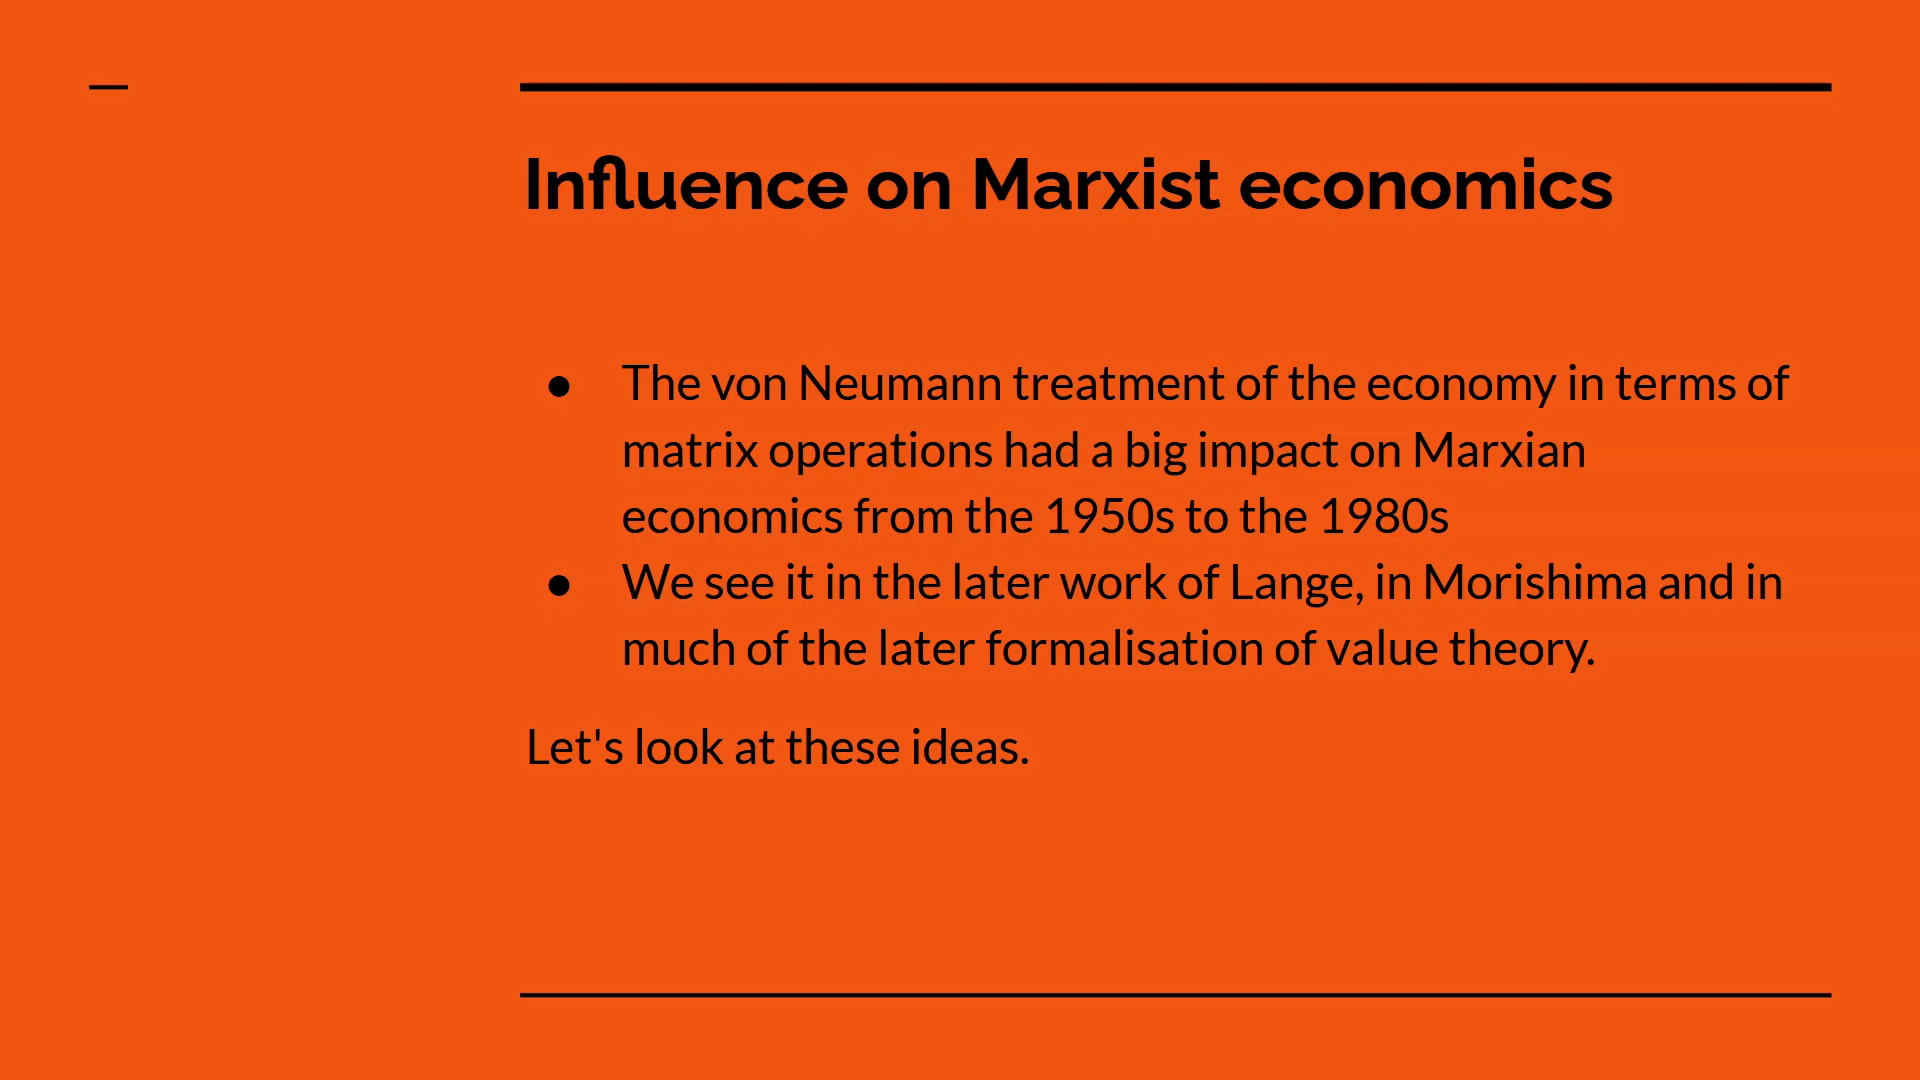 Influence on Marxist economics
● The von Neumann treatment of the economy in terms of
matrix operations had a big impact on Marxian
economics from the 1950s to the 1980s
● We see it in the later work of Lange, in Morishima and in
much of the later formalisation of value theory.
Let's look at these ideas.